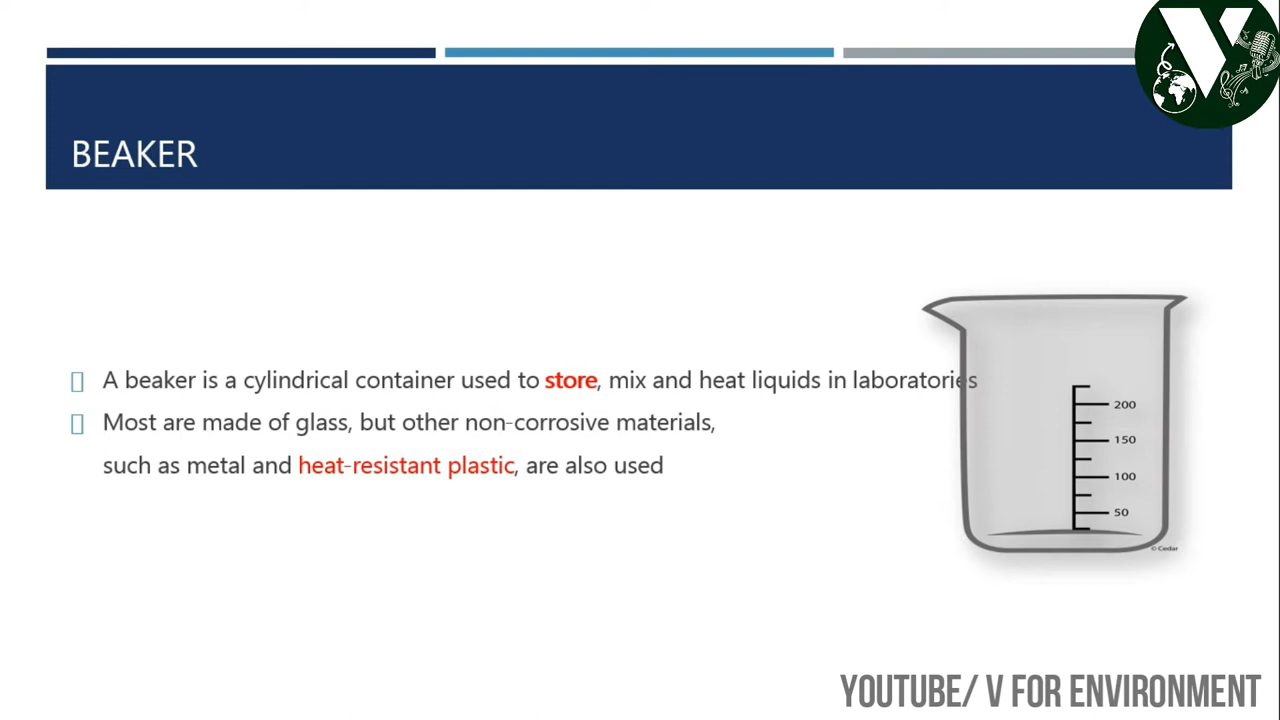 V
BEAKER
▯ A beaker is a cylindrical container used to store, mix and heat liquids in laboratories
▯ Most are made of glass, but other non-corrosive materials,
such as metal and heat-resistant plastic, are also used
200
150
100
50
© Cedar
YOUTUBE/ V FOR ENVIRONMENT